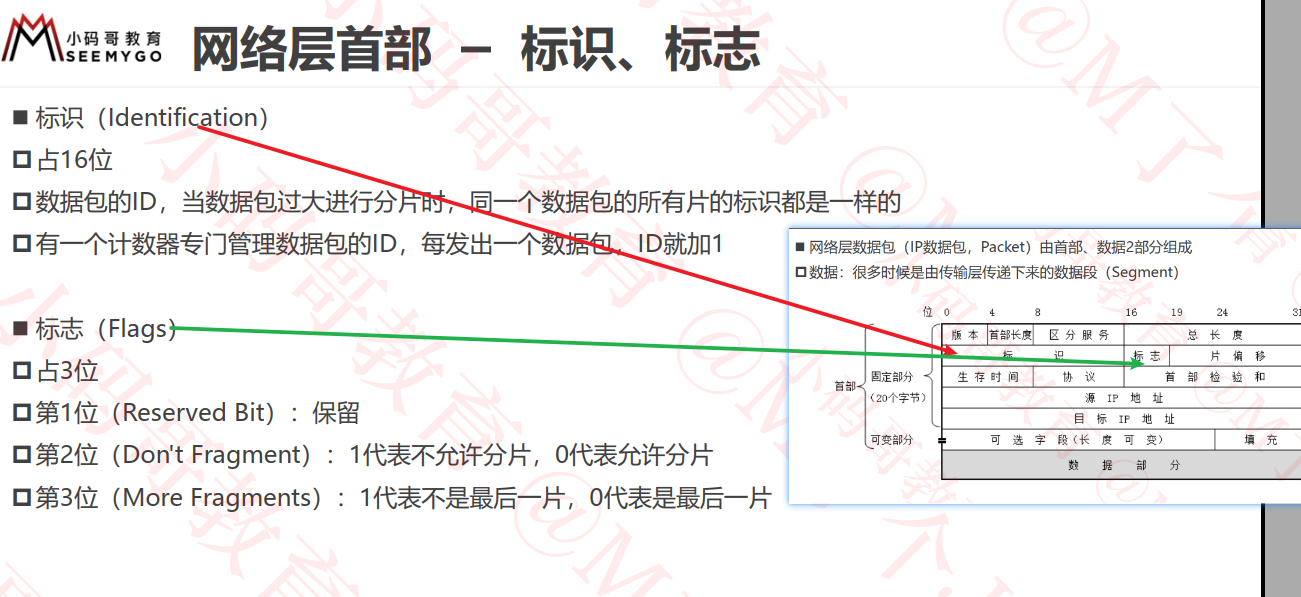 小码哥教育
SEEMYGO
网络层首部 – 标识、标志
■ 标识（Identification）
占16位
数据包的ID，当数据包过大进行分片时，同一个数据包的所有片的标识都是一样的
有一个计数器专门管理数据包的ID，每发出一个数据包，ID就加1
■ 标志（Flags）
占3位
第1位（Reserved Bit）：保留
第2位（Don't Fragment）：1代表不允许分片，0代表允许分片
第3位（More Fragments）：1代表不是最后一片，0代表是最后一片
■ 网络层数据包（IP数据包，Packet）由首部、数据2部分组成
数据：很多时候是由传输层传递下来的数据段（Segment）
位 0 4 8 16 19 24 31
版本 首部长度 区分服务 总长度
标识 标志 片偏移
生存时间 协议 首部检验和
源 IP 地址
目标 IP 地址
可选字段(长度可变) 填充
数据部分
首部
固定部分
（20个字节）
可变部分
小码哥教育 @M了个J